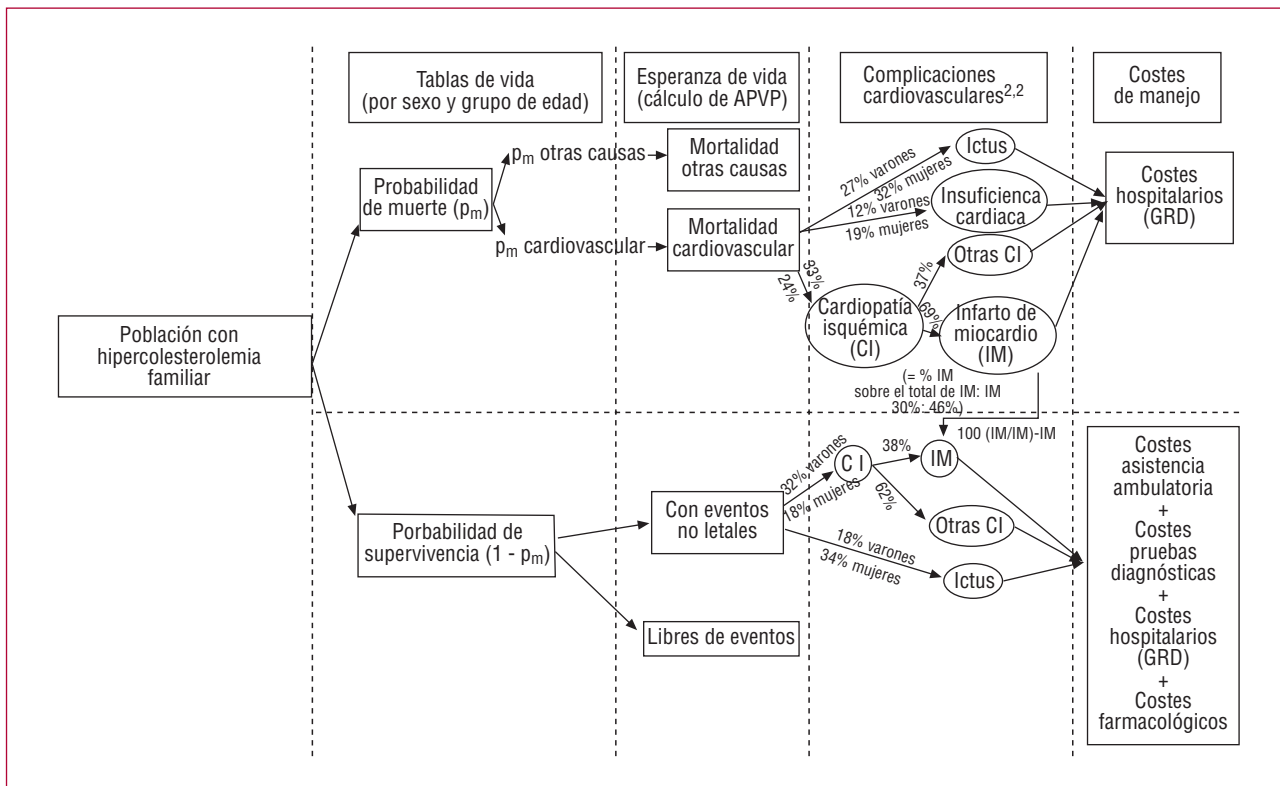 Tablas de vida
(por sexo y grupo de edad)
Esperanza de vida
(cálculo de APVP)
Complicaciones
cardiovasculares2,2
Costes
de manejo
Población con
hipercolesterolemia
familiar
Probabilidad
de muerte (pm)
pm otras causas
pm cardiovascular
Mortalidad
otras causas
Mortalidad
cardiovascular
27% varones
32% mujeres
Ictus
12% varones
19% mujeres
Insuficienca
cardiaca
33%
24%
Cardiopatía
isquémica
(CI)
37%
Otras CI
69%
Infarto de
miocardio
(IM)
(= % IM
sobre el total de IM: IM
30%: 46%)
100 (IM/IM)-IM
Costes
hospitalarios
(GRD)
Porbabilidad de
supervivencia (1 - pm)
Con eventos
no letales
Libres de eventos
32% varones
18% mujeres
C I
38%
IM
62%
Otras CI
18% varones
34% mujeres
Ictus
Costes
asistencia
ambulatoria
+
Costes
pruebas
diagnósticas
+
Costes
hospitalarios
(GRD)
+
Costes
farmacológicos